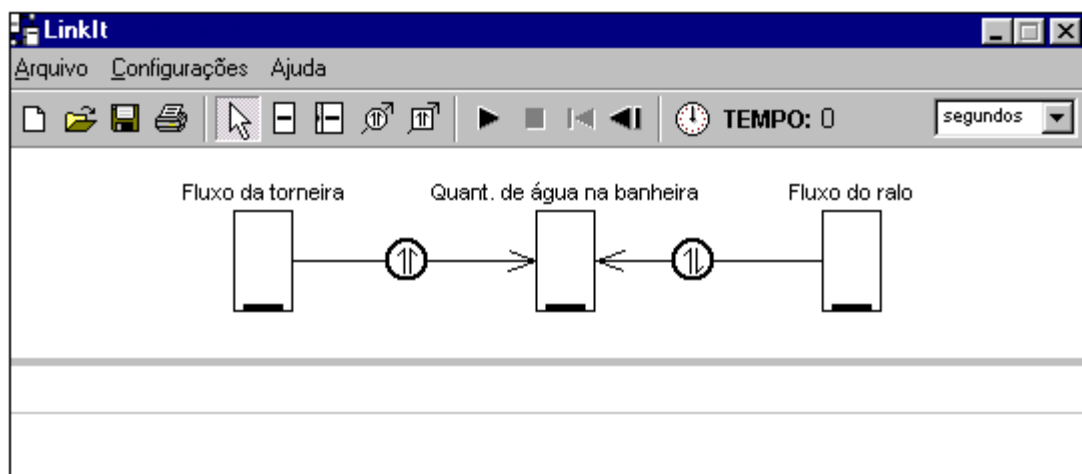 LinkIt
Arquivo Configurações Ajuda
TEMPO: 0 segundos
Fluxo da torneira Quant. de água na banheira Fluxo do ralo